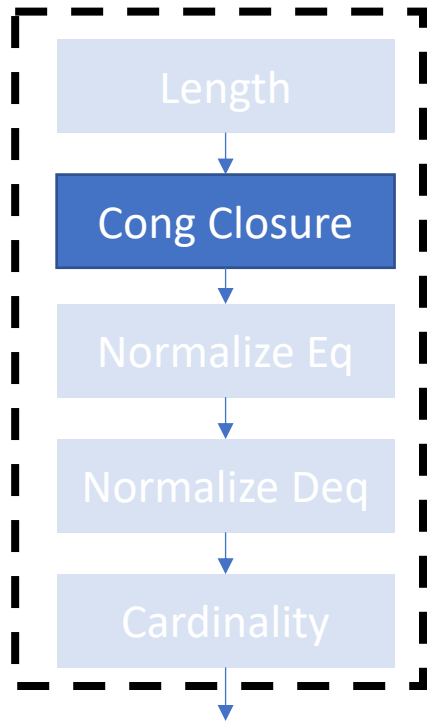 Length
Cong Closure
Normalize Eq
Normalize Deq
Cardinality